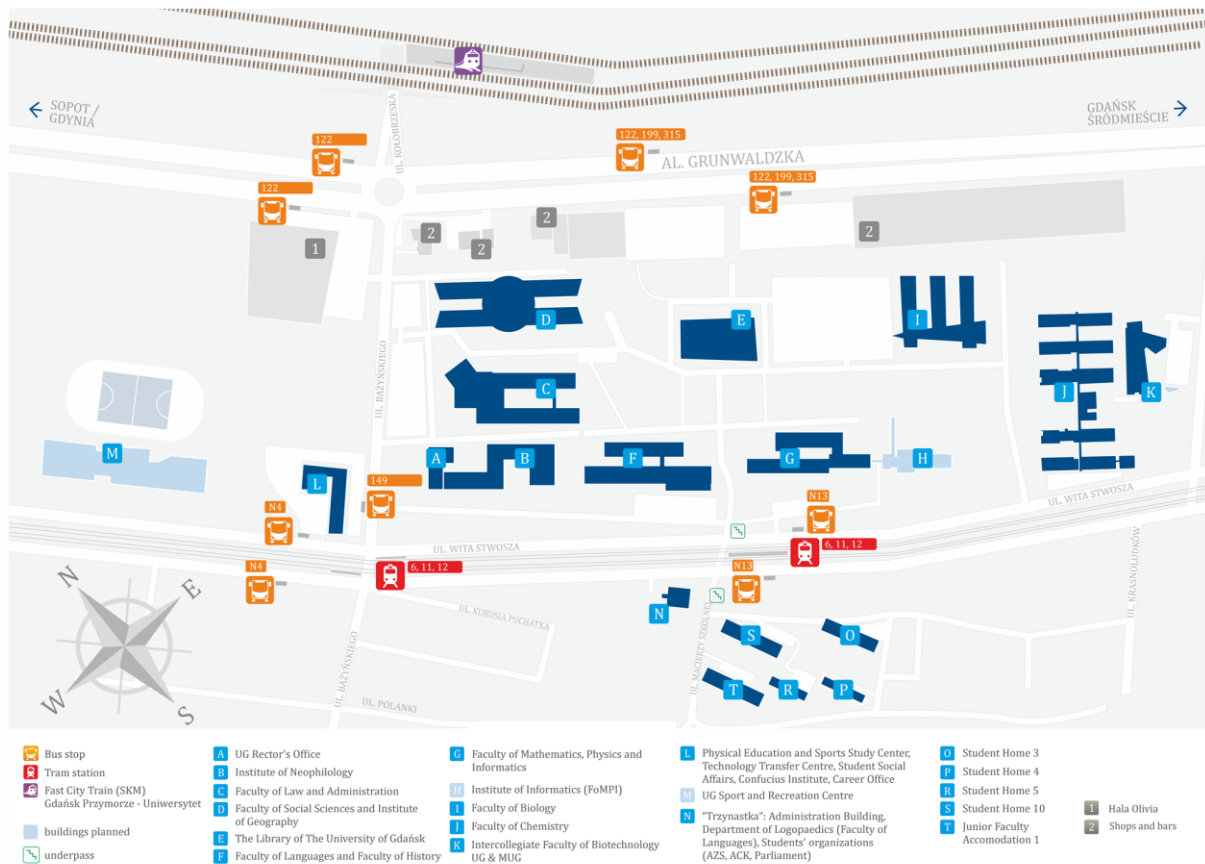 SOPOT /
GDYNIA
GDAŃSK
ŚRÓDMIEŚCIE
UL. KOŁOBRZESKA
122
122, 199, 315
AL. GRUNWALDZKA
122
122, 199, 315
2
2
2
2
1
D
E
I
UL. BAŻYŃSKIEGO
C
J
K
M
A
B
F
G
H
L
149
N4
N13
UL. WITA STWOSZA
UL. WITA STWOSZA
6, 11, 12
6, 11, 12
N4
N13
UL. KRASNOLUDKÓW
N
E
W
S
UL. KUBUSIA PUCHATKA
N
UL. MACIERZY SZKOLNEJ
S
O
UL. BAŻYŃSKIEGO
UL. POLANKI
T
R
P
Bus stop
Tram station
Fast City Train (SKM)
Gdańsk Przymorze - Uniwersytet
buildings planned
underpass
A UG Rector's Office
B Institute of Neophilology
C Faculty of Law and Administration
D Faculty of Social Sciences and Institute
of Geography
E The Library of The University of Gdańsk
F Faculty of Languages and Faculty of History
G Faculty of Mathematics, Physics and
Informatics
H Institute of Informatics (FoMPI)
I Faculty of Biology
J Faculty of Chemistry
K Intercollegiate Faculty of Biotechnology
UG & MUG
L Physical Education and Sports Study Center,
Technology Transfer Centre, Student Social
Affairs, Confucius Institute, Career Office
M UG Sport and Recreation Centre
N "Trzynastka": Administration Building,
Department of Logopaedics (Faculty of
Languages), Students' organizations
(AZS, ACK, Parliament)
O Student Home 3
P Student Home 4
R Student Home 5
S Student Home 10
T Junior Faculty
Accomodation 1
1 Hala Olivia
2 Shops and bars